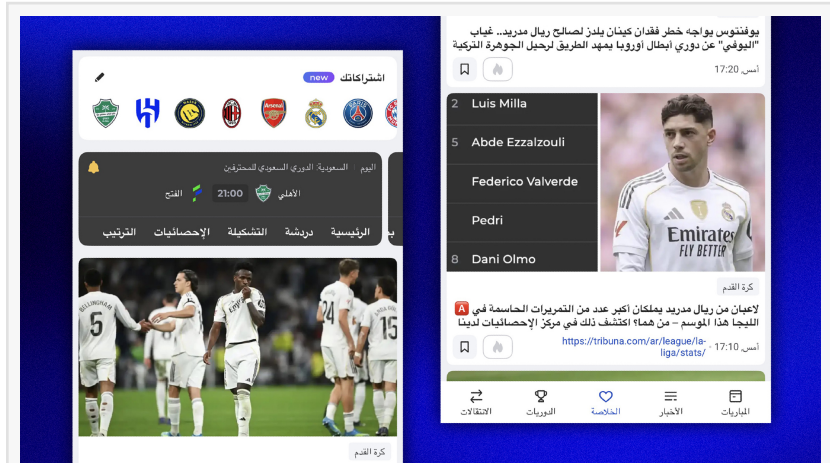 اشتراكاتك new
اليوم | السعودية: الدوري السعودي للمحترفين
الأهلي 21:00 الفتح
الرئيسية دردشة التشكيلة الإحصائيات الترتيب
BELLINGHAM
5
24
15
كرة القدم
يوفنتوس يواجه خطر فقدان كينان يلدز لصالح ريال مدريد.. غياب
"اليوفي" عن دوري أبطال أوروبا يمهد الطريق لرحيل الجوهرة التركية
أمس, 17:20
2 Luis Milla
5 Abde Ezzalzouli
Federico Valverde
Pedri
8 Dani Olmo
Emirates
FLY BETTER
كرة القدم
🅰️ لاعبان من ريال مدريد يملكان أكبر عدد من التمريرات الحاسمة في
الليجا هذا الموسم – من هما؟ اكتشف ذلك في مركز الإحصائيات لدينا
أمس, 17:10 · https://tribuna.com/ar/league/la-
liga/stats/
المباريات الأخبار الخلاصة الدوريات الانتقالات